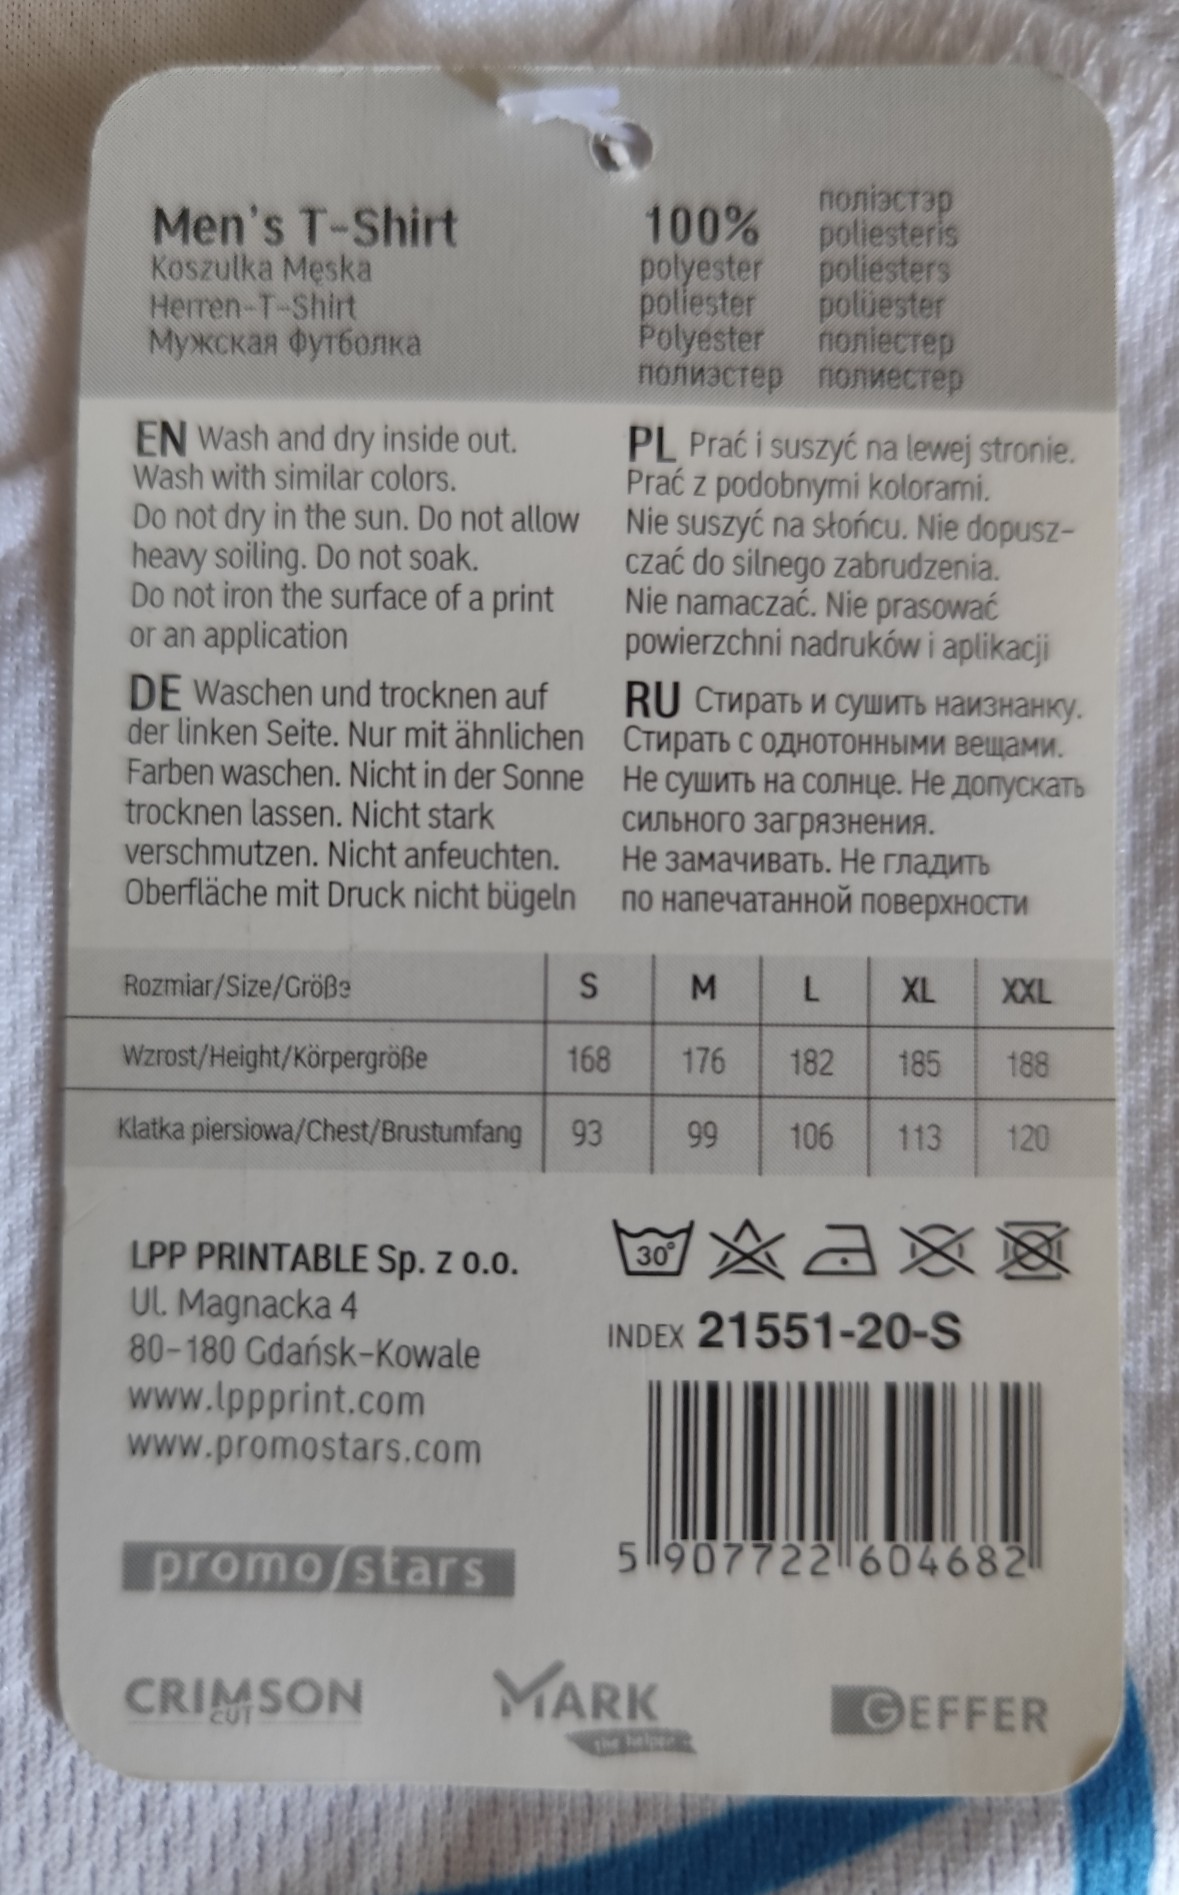 Men's T-Shirt
Koszulka Męska
Herren-T-Shirt
Мужская Футболка
100%
polyester
poliester
Polyester
полиэстер
поліэстэр
poliesteris
poliesters
polüester
поліестер
полиестер
EN Wash and dry inside out.
Wash with similar colors.
Do not dry in the sun. Do not allow
heavy soiling. Do not soak.
Do not iron the surface of a print
or an application
PL Prać i suszyć na lewej stronie.
Prać z podobnymi kolorami.
Nie suszyć na słońcu. Nie dopusz-
czać do silnego zabrudzenia.
Nie namaczać. Nie prasować
powierzchni nadruków i aplikacji
DE Waschen und trocknen auf
der linken Seite. Nur mit ähnlichen
Farben waschen. Nicht in der Sonne
trocknen lassen. Nicht stark
verschmutzen. Nicht anfeuchten.
Oberfläche mit Druck nicht bügeln
RU Стирать и сушить наизнанку.
Стирать с однотонными вещами.
Не сушить на солнце. Не допускать
сильного загрязнения.
Не замачивать. Не гладить
по напечатанной поверхности
Rozmiar/Size/Größe S M L XL XXL
Wzrost/Height/Körpergröße 168 176 182 185 188
Klatka piersiowa/Chest/Brustumfang 93 99 106 113 120
LPP PRINTABLE Sp. z o.o.
Ul. Magnacka 4
80-180 Gdańsk-Kowale
www.lppprint.com
www.promostars.com
30°
INDEX 21551-20-S
5 907722 604682
promo/stars
CRIMSON
CUT
MARK
the helper
GEFFER